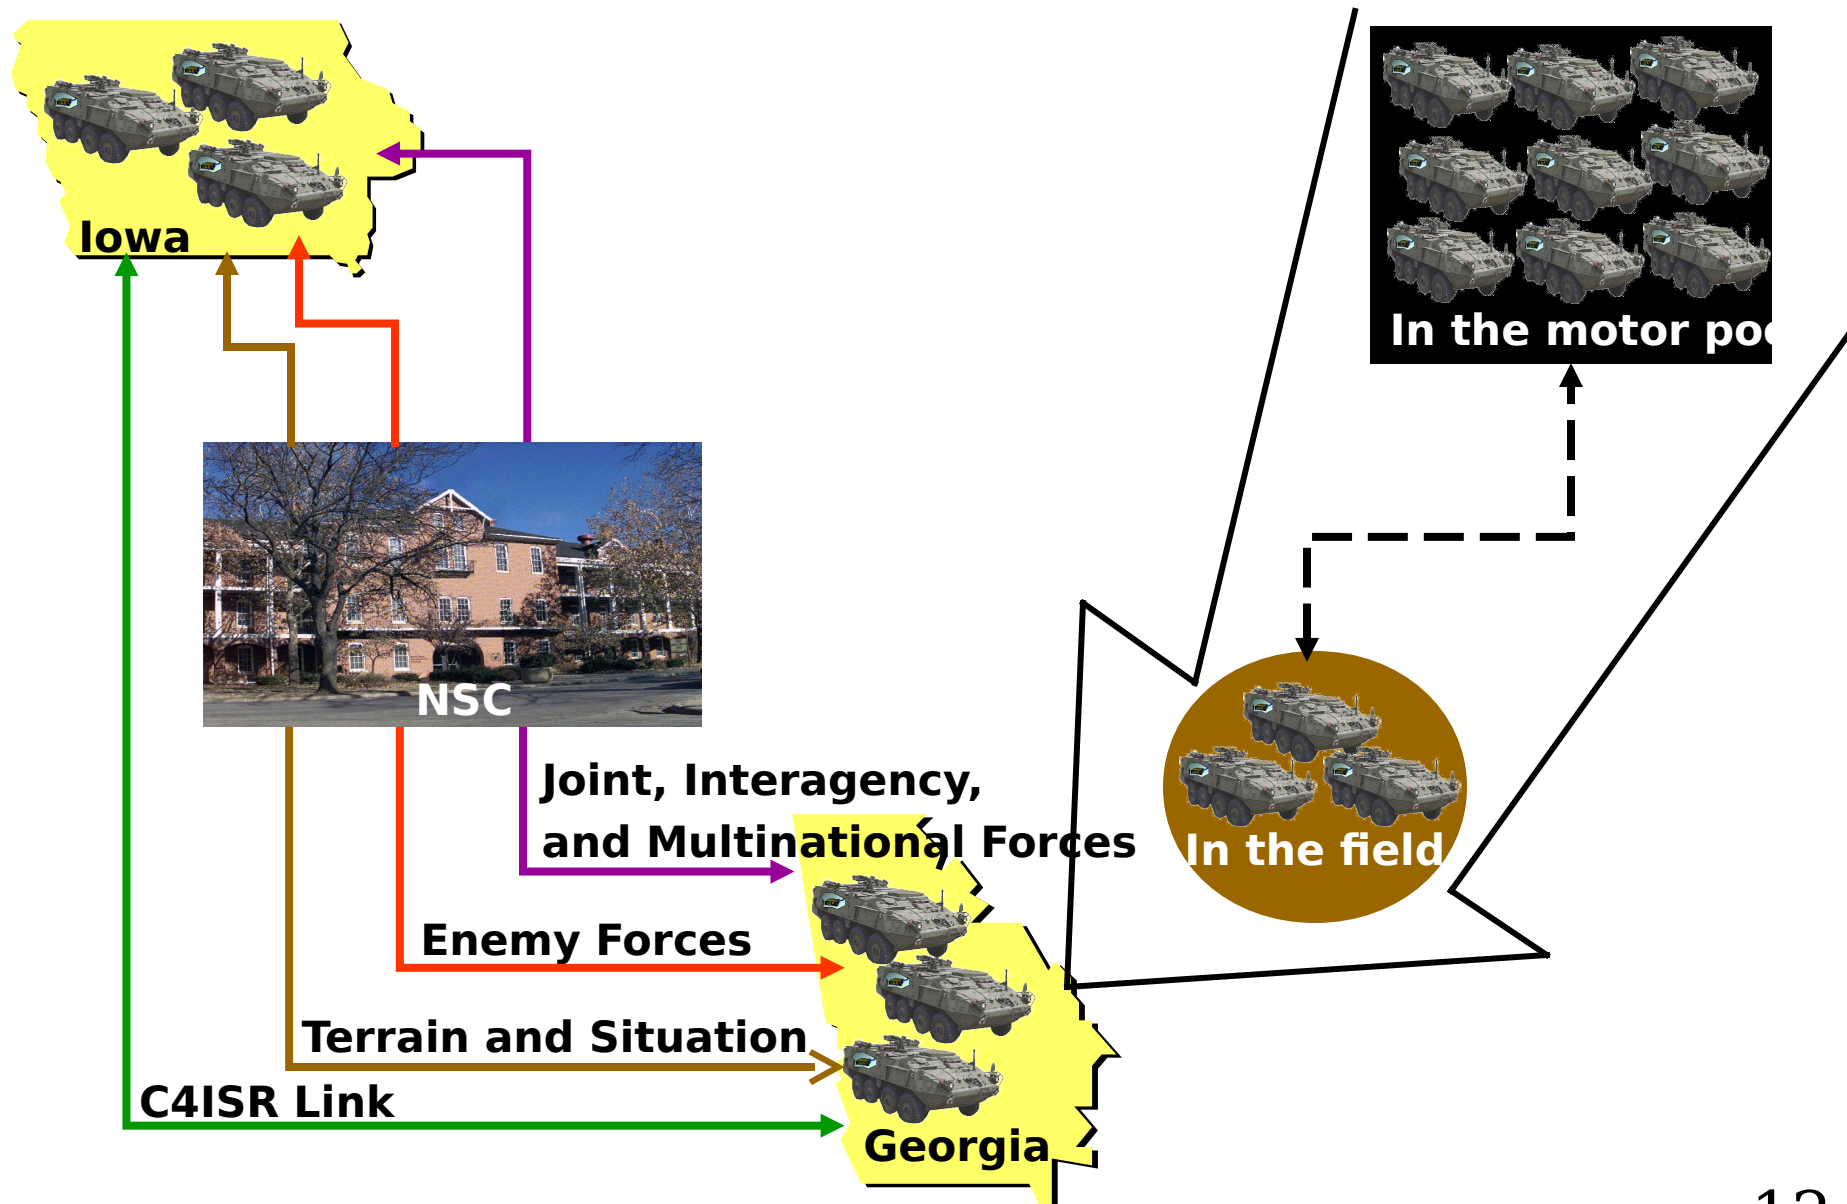 Iowa
In the motor
NSC
Joint, Interagency,
and Multinational Forces
In the field
Enemy Forces
Terrain and Situation
C4ISR Link
Georgia